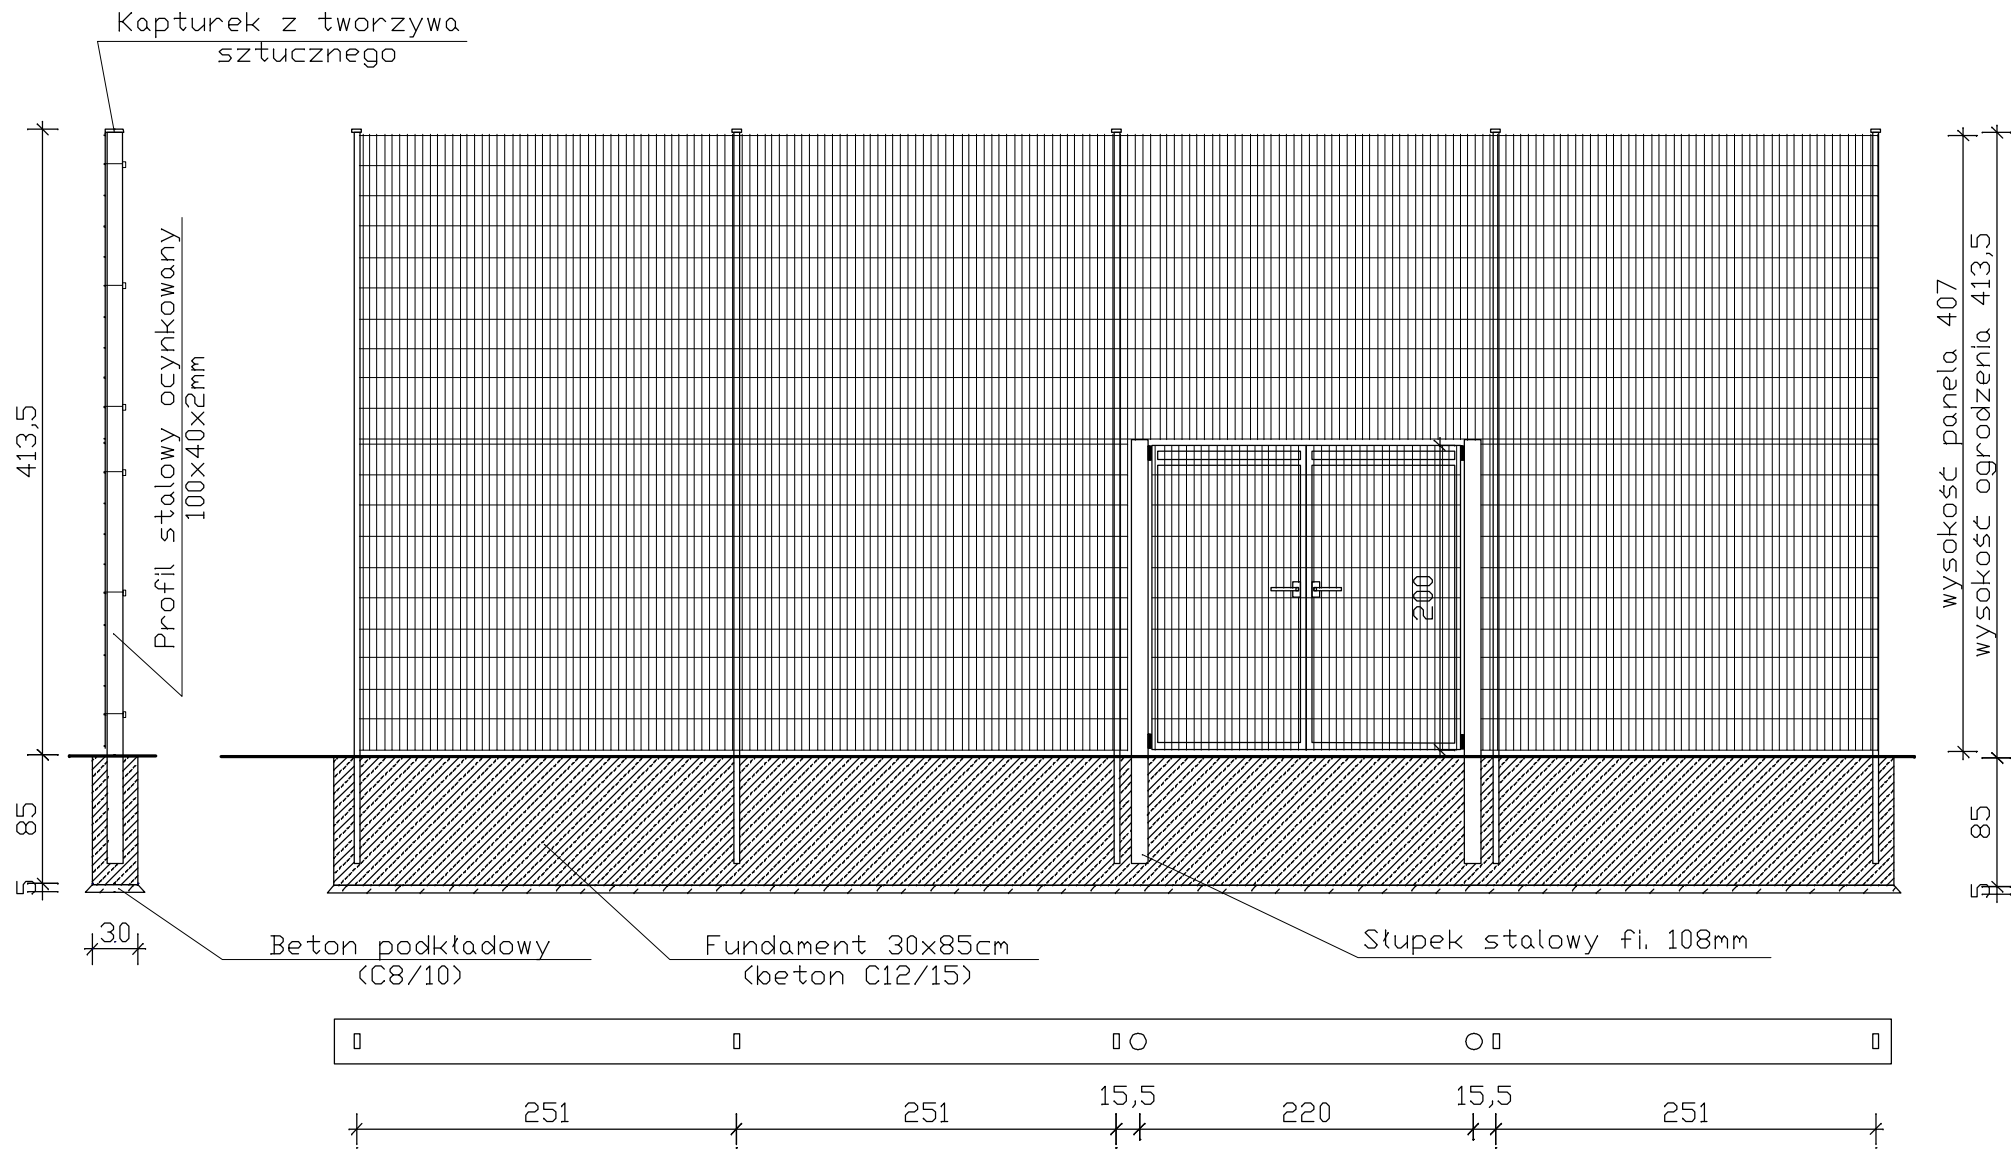 Kapturek z tworzywa
sztucznego
413,5
85
5
30
Profil stalowy ocynkowany
100x40x2mm
200
wysokość panela 407
wysokość ogrodzenia 413,5
85
5
Beton podkładowy
(C8/10)
Fundament 30x85cm
(beton C12/15)
Słupek stalowy fi. 108mm
251
251
15,5
220
15,5
251